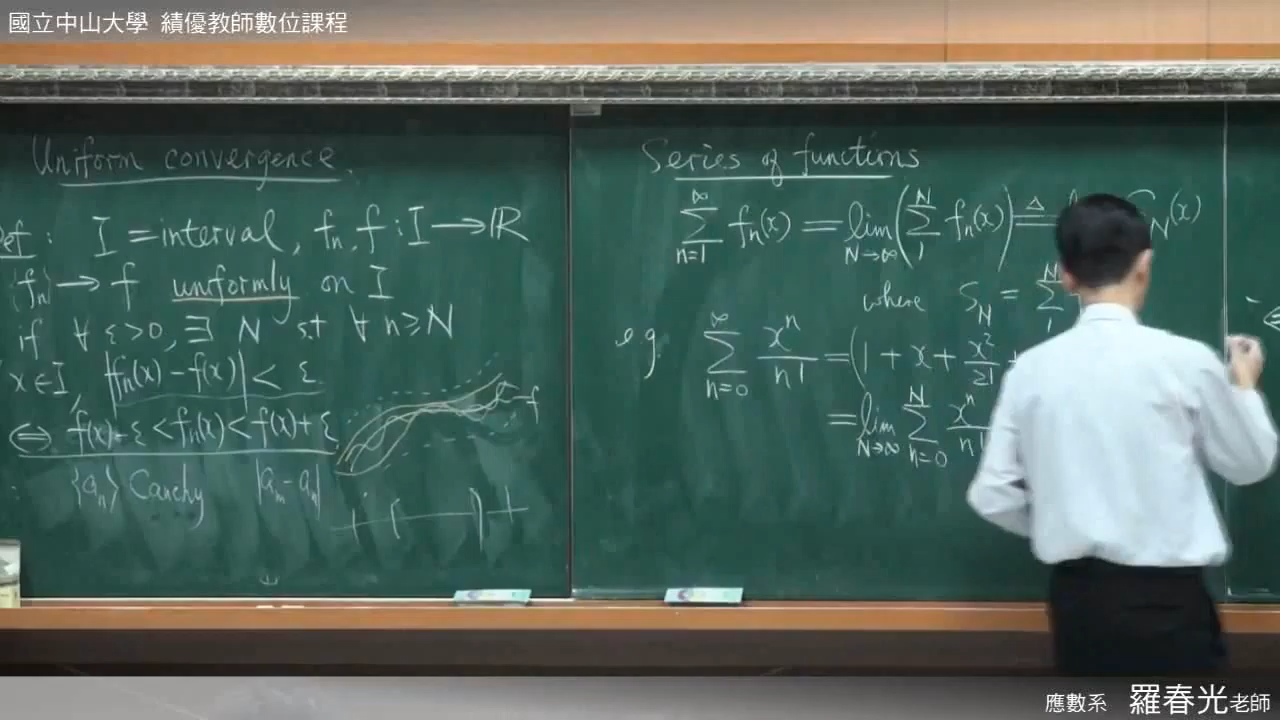 國立中山大學 績優教師數位課程
Uniform convergence.
Def: I = interval, fₙ, f : I → ℝ
{fₙ} → f uniformly on I
if ∀ ε>0, ∃ N st ∀ n ≥ N
x ∈ I, |fₙ(x) - f(x)| < ε
⇔ f(x) - ε < fₙ(x) < f(x) + ε
f
{aₙ} Cauchy |aₘ - aₙ|
Series of functions
∑_{n=1}^{∞} fₙ(x) = lim_{N→∞} (∑_{1}^{N} fₙ(x)) ≜ S_N(x)
where S_N = ∑_{1}^{N}
e.g. ∑_{n=0}^{∞} xⁿ/n! = (1 + x + x²/2! +
= lim_{N→∞} ∑_{n=0}^{N} xⁿ/n!
應數系 羅春光老師